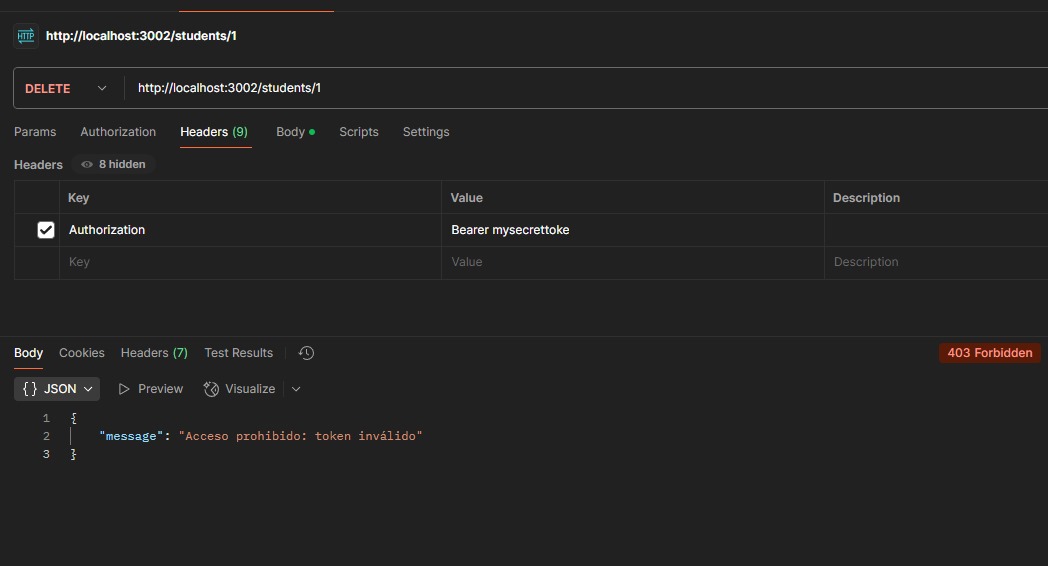 HTTP http://localhost:3002/students/1
DELETE http://localhost:3002/students/1
Params Authorization Headers (9) Body Scripts Settings
Headers 8 hidden
Key Value Description
Authorization Bearer mysecrettoke
Key Value Description
Body Cookies Headers (7) Test Results 403 Forbidden
{} JSON Preview Visualize
1 {
2 "message": "Acceso prohibido: token inválido"
3 }